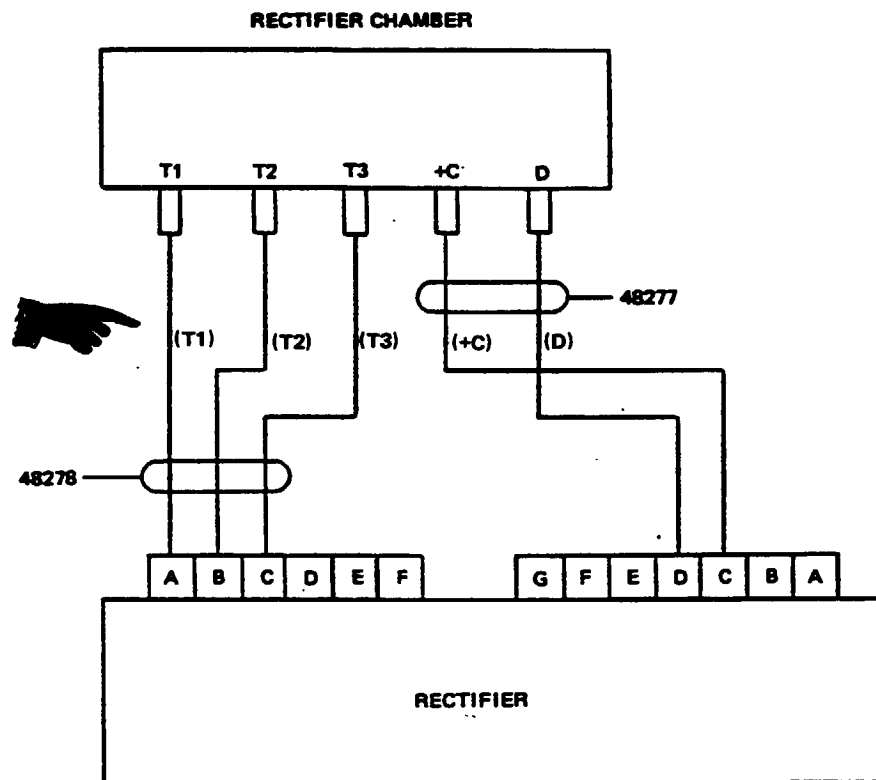 RECTIFIER CHAMBER
T1 T2 T3 +C D
48277
(T1) (T2) (T3) (+C) (D)
48278
A B C D E F G F E D C B A
RECTIFIER